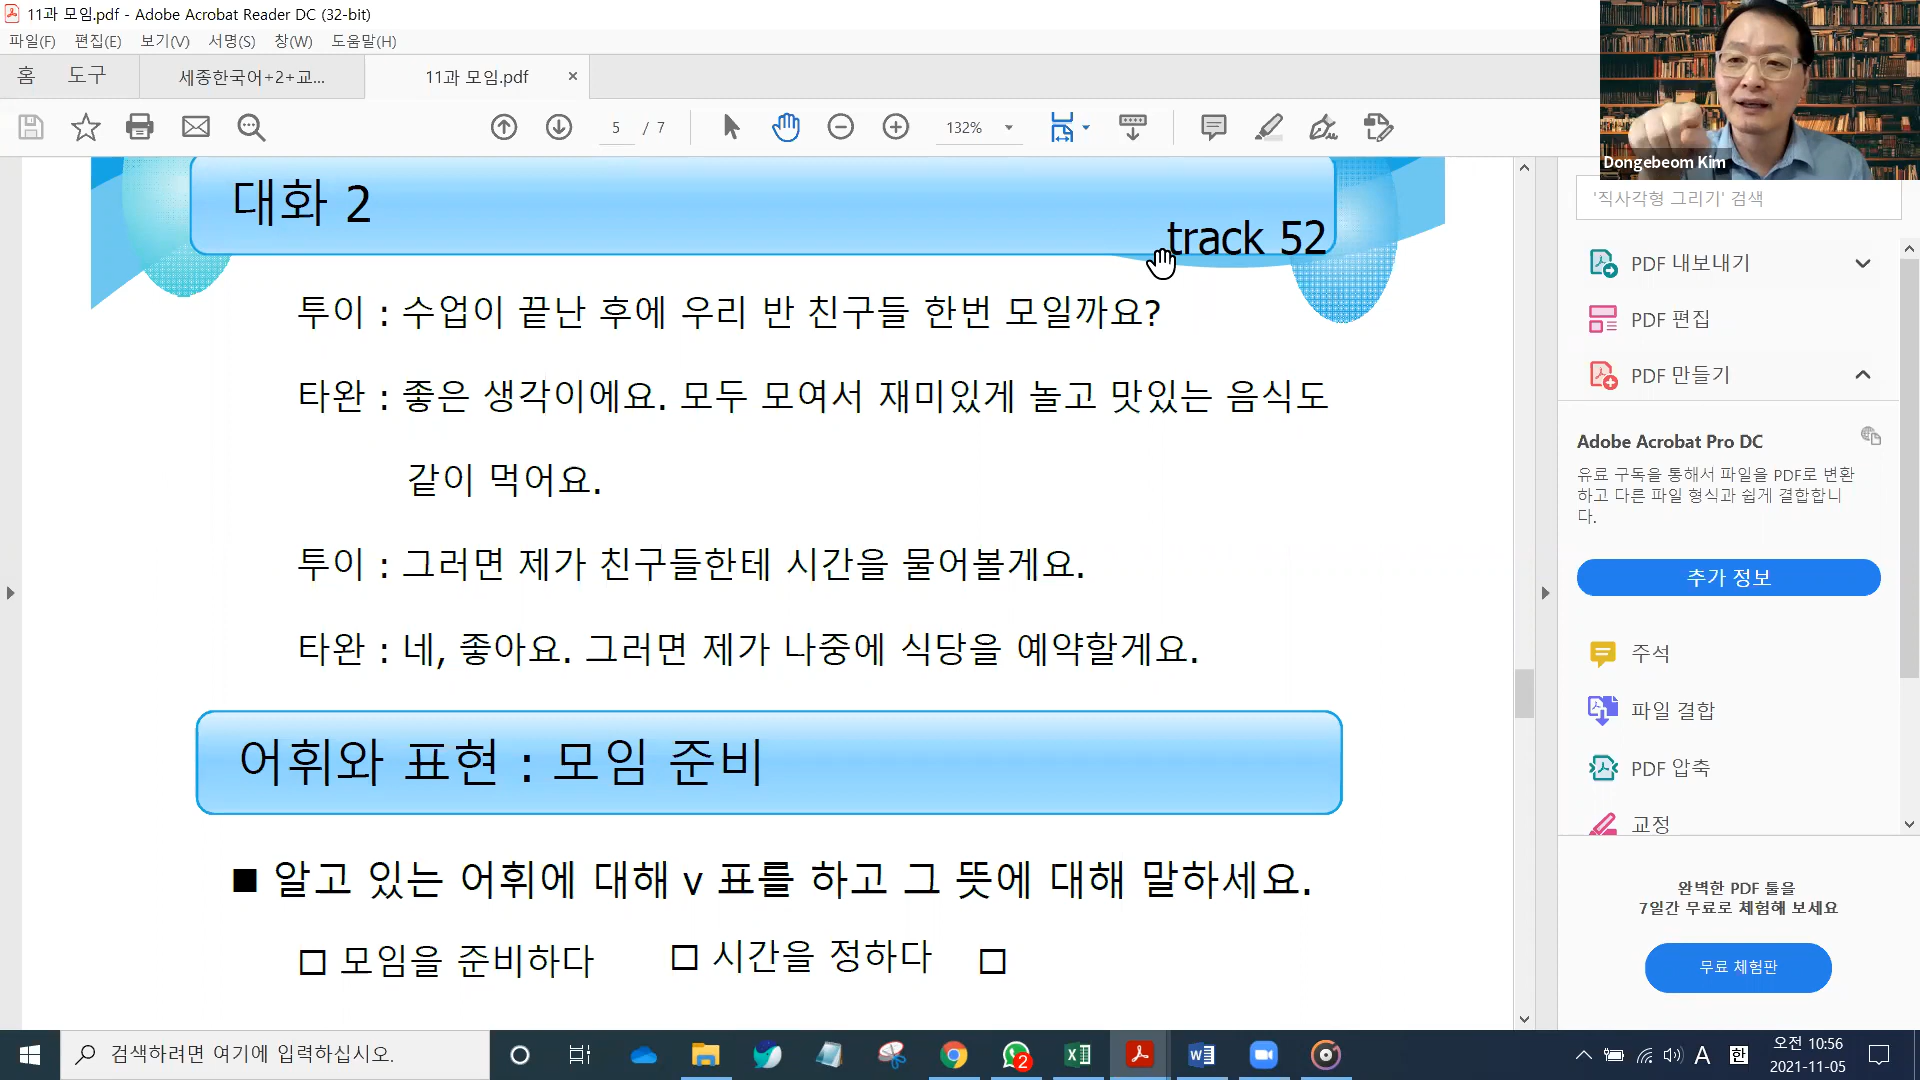 11과 모임.pdf - Adobe Acrobat Reader DC (32-bit)
파일(F) 편집(E) 보기(V) 서명(S) 창(W) 도움말(H)
홈 도구 세종한국어+2+교... 11과 모임.pdf ×
5 / 7 132%
Dongebeom Kim
대화 2
track 52
투이 : 수업이 끝난 후에 우리 반 친구들 한번 모일까요?
타완 : 좋은 생각이에요. 모두 모여서 재미있게 놀고 맛있는 음식도
같이 먹어요.
투이 : 그러면 제가 친구들한테 시간을 물어볼게요.
타완 : 네, 좋아요. 그러면 제가 나중에 식당을 예약할게요.
어휘와 표현 : 모임 준비
■ 알고 있는 어휘에 대해 v 표를 하고 그 뜻에 대해 말하세요.
□ 모임을 준비하다 □ 시간을 정하다 □
'직사각형 그리기' 검색
PDF 내보내기
PDF 편집
PDF 만들기
Adobe Acrobat Pro DC
유료 구독을 통해서 파일을 PDF로 변환
하고 다른 파일 형식과 쉽게 결합합니
다.
추가 정보
주석
파일 결합
PDF 압축
교정
완벽한 PDF 툴을
7일간 무료로 체험해 보세요
무료 체험판
검색하려면 여기에 입력하십시오.
2
A 한
오전 10:56
2021-11-05